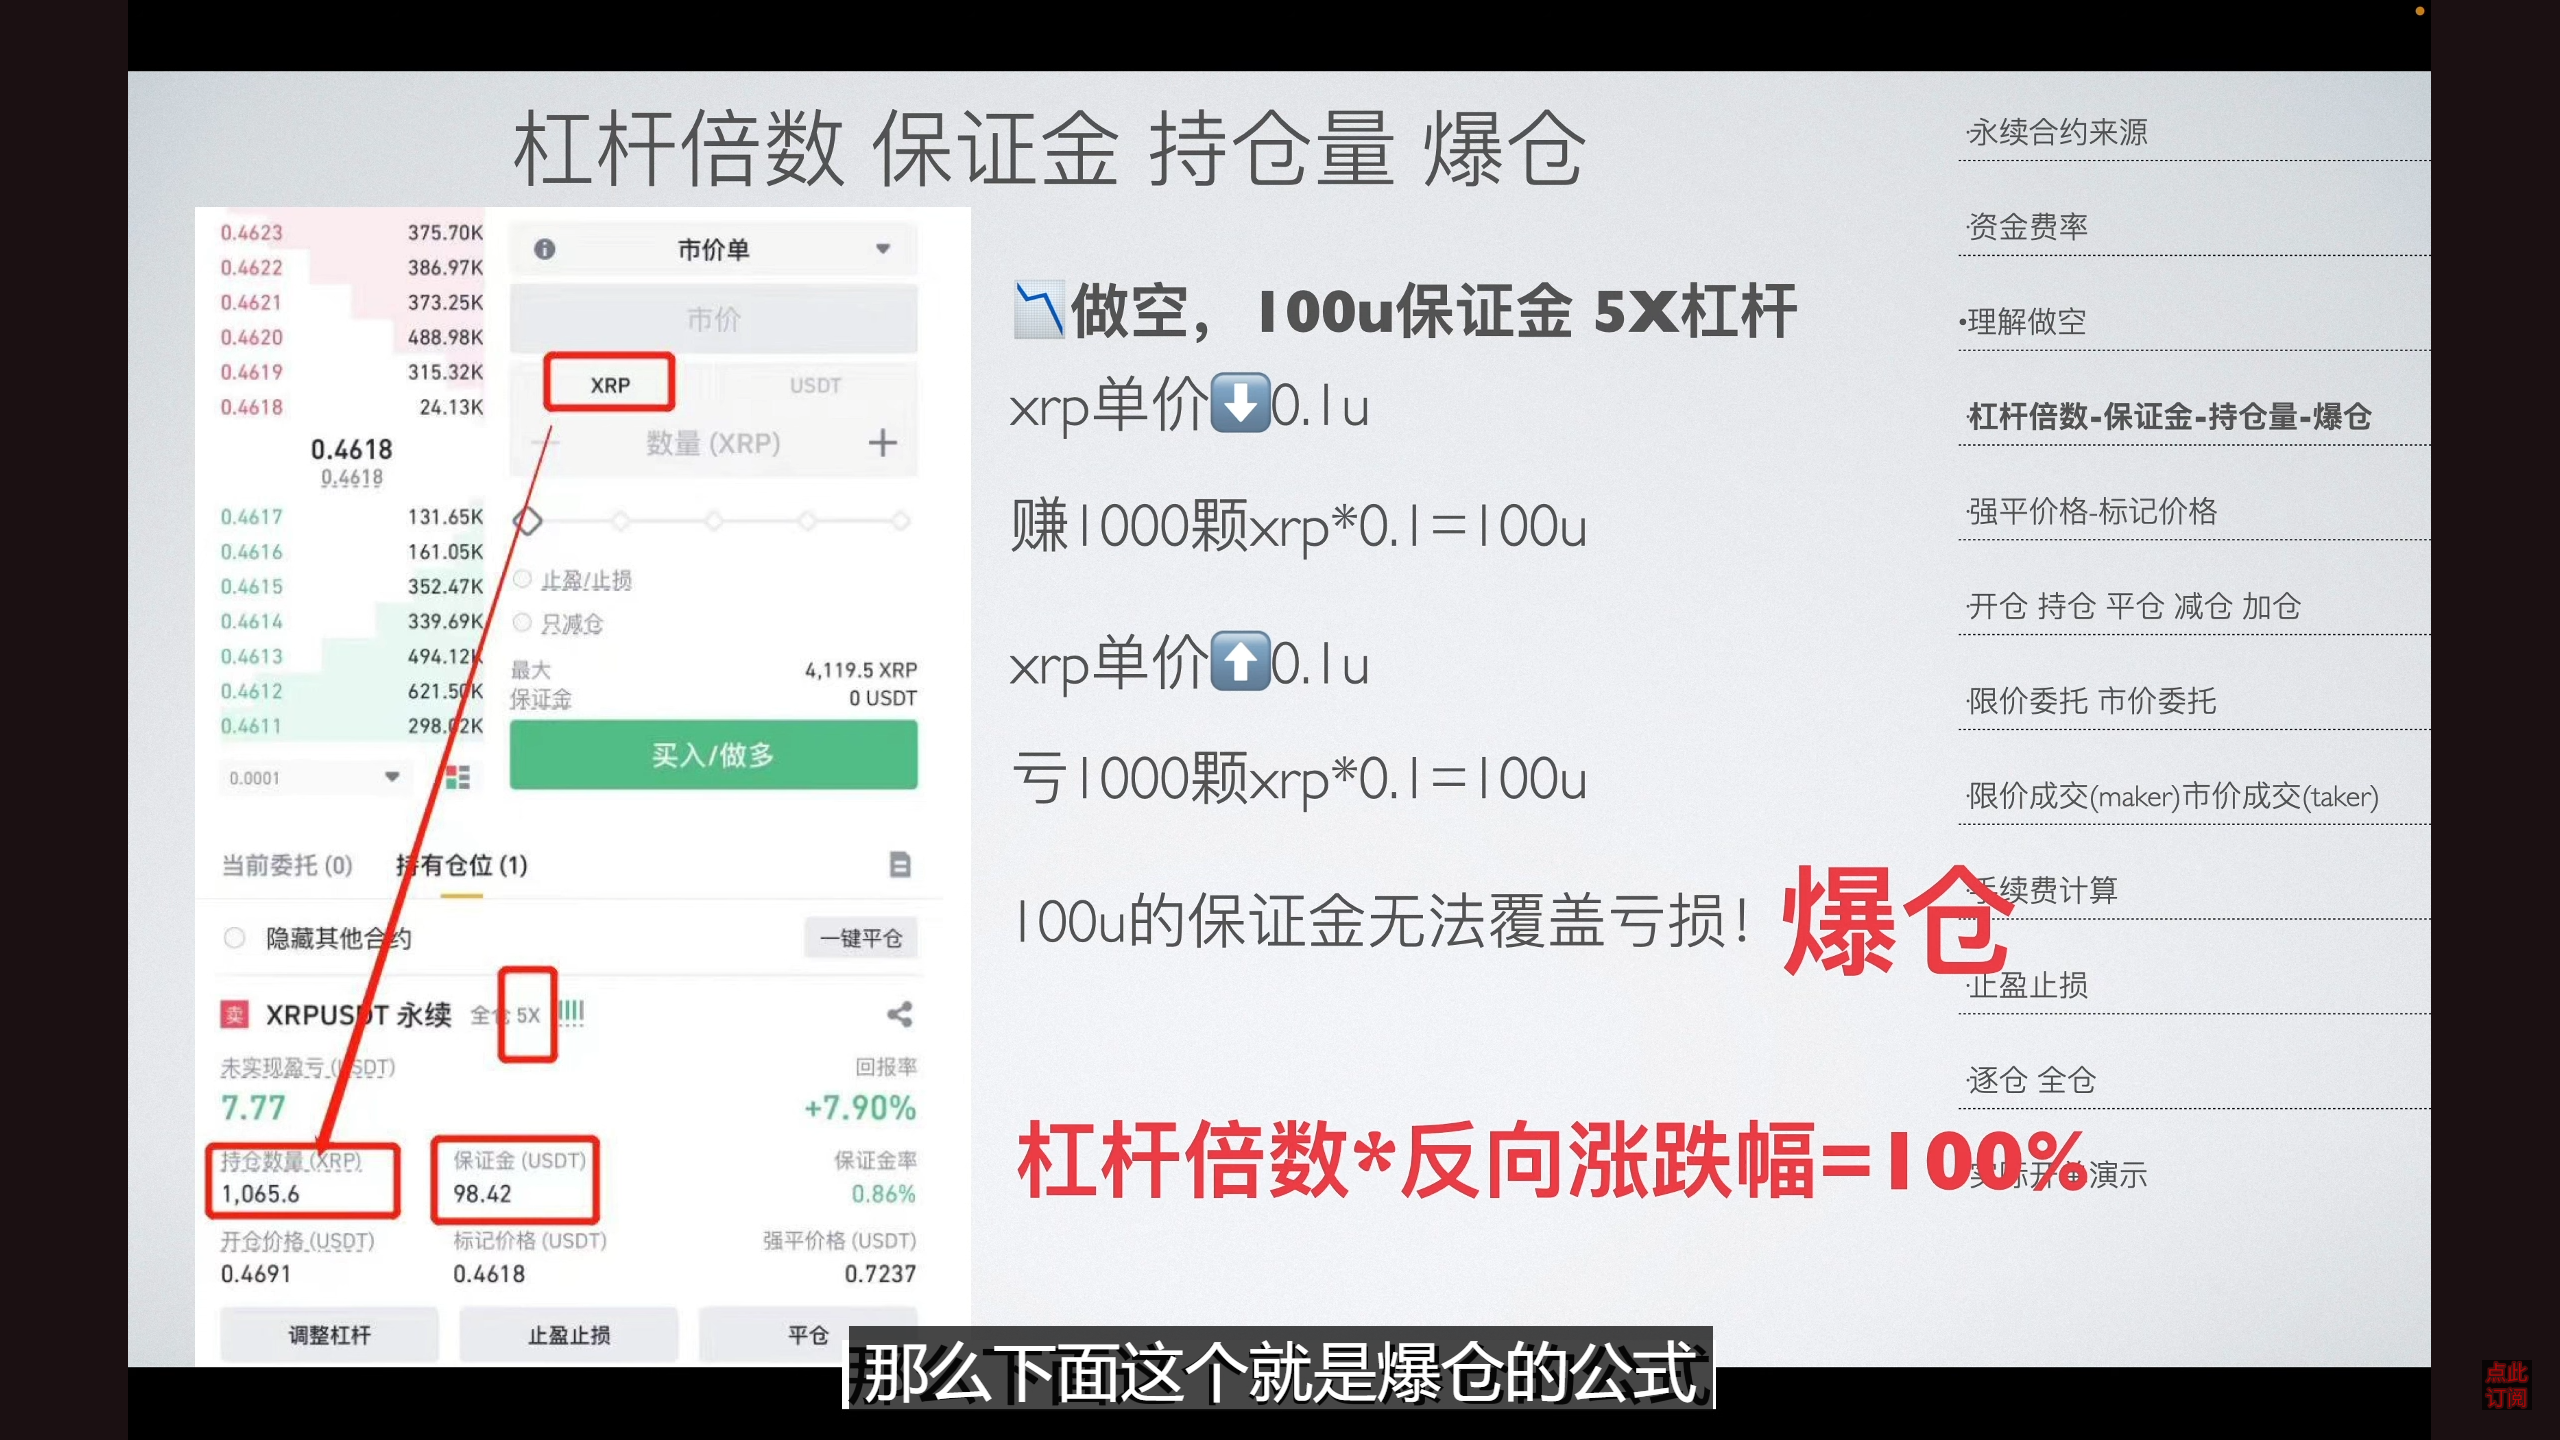 杠杆倍数 保证金 持仓量 爆仓
0.4623 375.70K
0.4622 386.97K
0.4621 373.25K
0.4620 488.98K
0.4619 315.32K
0.4618 24.13K
0.4618
0.4618
0.4617 131.65K
0.4616 161.05K
0.4615 352.47K
0.4614 339.69K
0.4613 494.12K
0.4612 621.50K
0.4611 298.02K
0.0001
市价单
市价
XRP USDT
数量 (XRP)
止盈/止损
只减仓
最大 4,119.5 XRP
保证金 0 USDT
买入/做多
当前委托 (0) 持有仓位 (1)
隐藏其他合约 一键平仓
卖 XRPUSDT 永续 全仓 5X
未实现盈亏 (USDT) 回报率
7.77 +7.90%
持仓数量 (XRP) 保证金 (USDT) 保证金率
1,065.6 98.42 0.86%
开仓价格 (USDT) 标记价格 (USDT) 强平价格 (USDT)
0.4691 0.4618 0.7237
调整杠杆 止盈止损 平仓
做空，100u保证金 5X杠杆
xrp单价⬇0.1u
赚1000颗xrp*0.1=100u
xrp单价⬆0.1u
亏1000颗xrp*0.1=100u
100u的保证金无法覆盖亏损！爆仓
杠杆倍数*反向涨跌幅=100%
·永续合约来源
·资金费率
·理解做空
·杠杆倍数-保证金-持仓量-爆仓
·强平价格-标记价格
·开仓 持仓 平仓 减仓 加仓
·限价委托 市价委托
·限价成交(maker)市价成交(taker)
·手续费计算
·止盈止损
·逐仓 全仓
·实际开单演示
那么下面这个就是爆仓的公式
点此
订阅